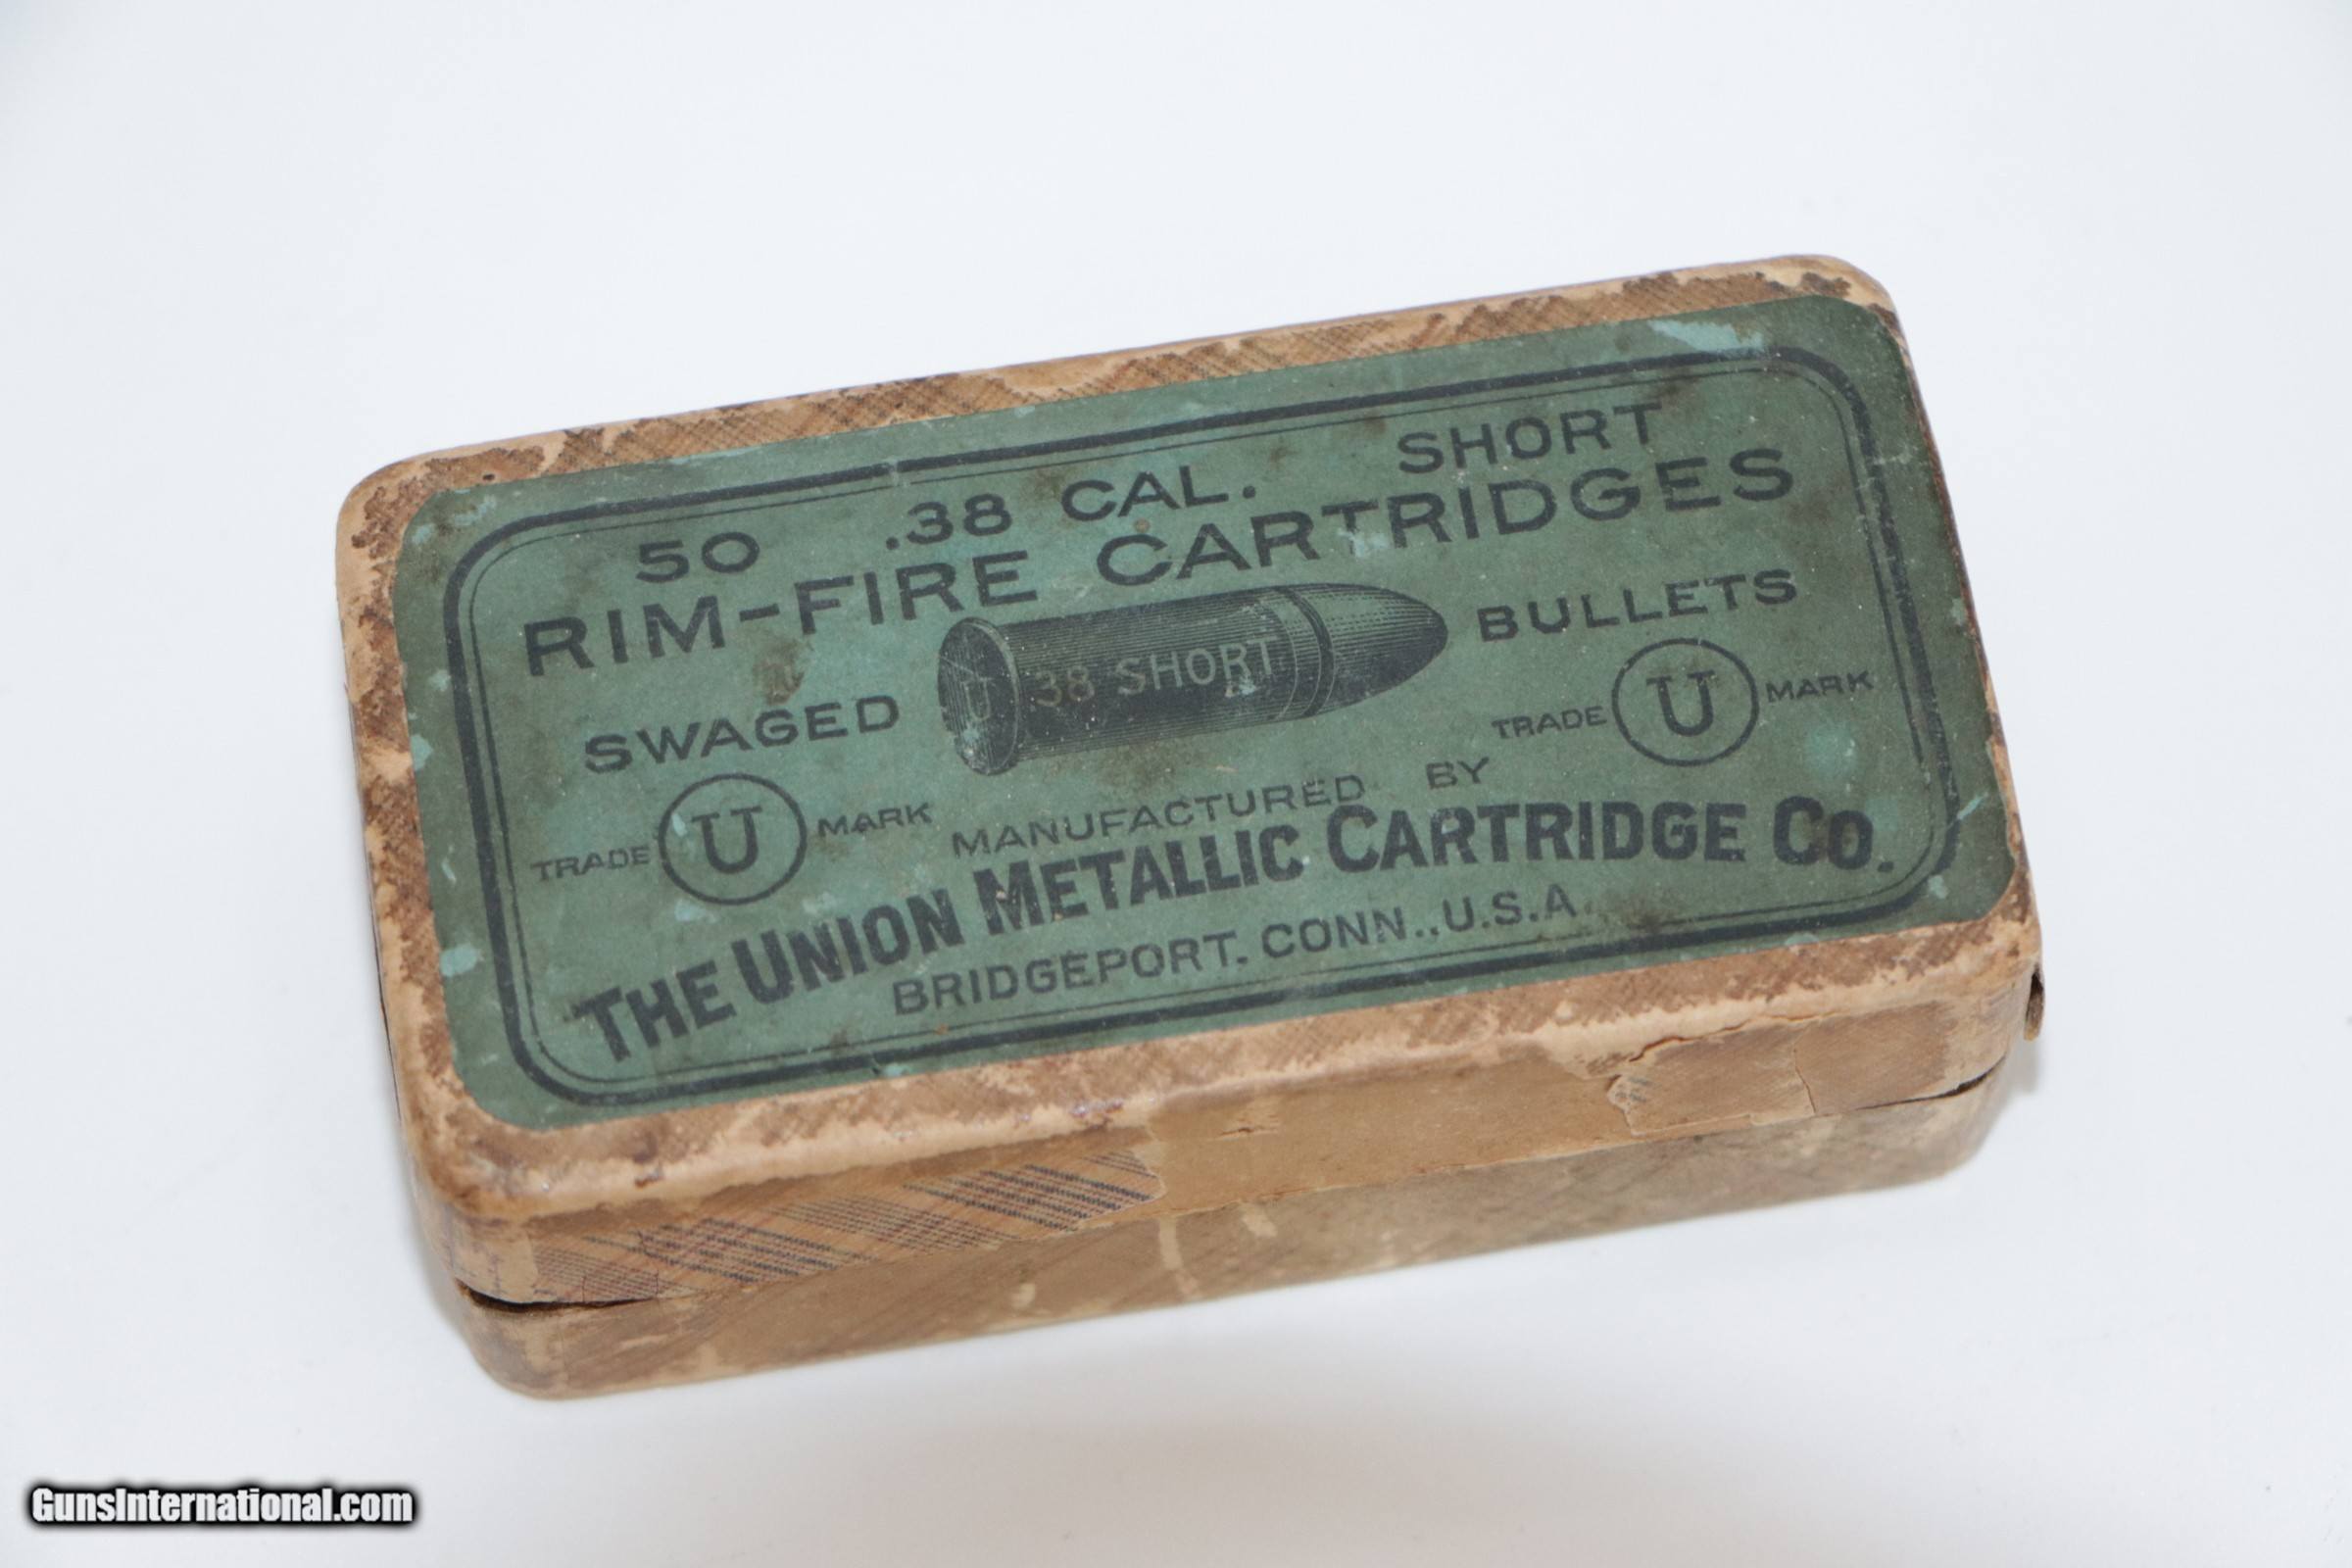 50 .38 CAL. SHORT
RIM-FIRE CARTRIDGES
SWAGED BULLETS
U 38 SHORT
TRADE U MARK
TRADE U MARK
MANUFACTURED BY
THE UNION METALLIC CARTRIDGE CO.
BRIDGEPORT. CONN., U.S.A.
GunsInternational.com